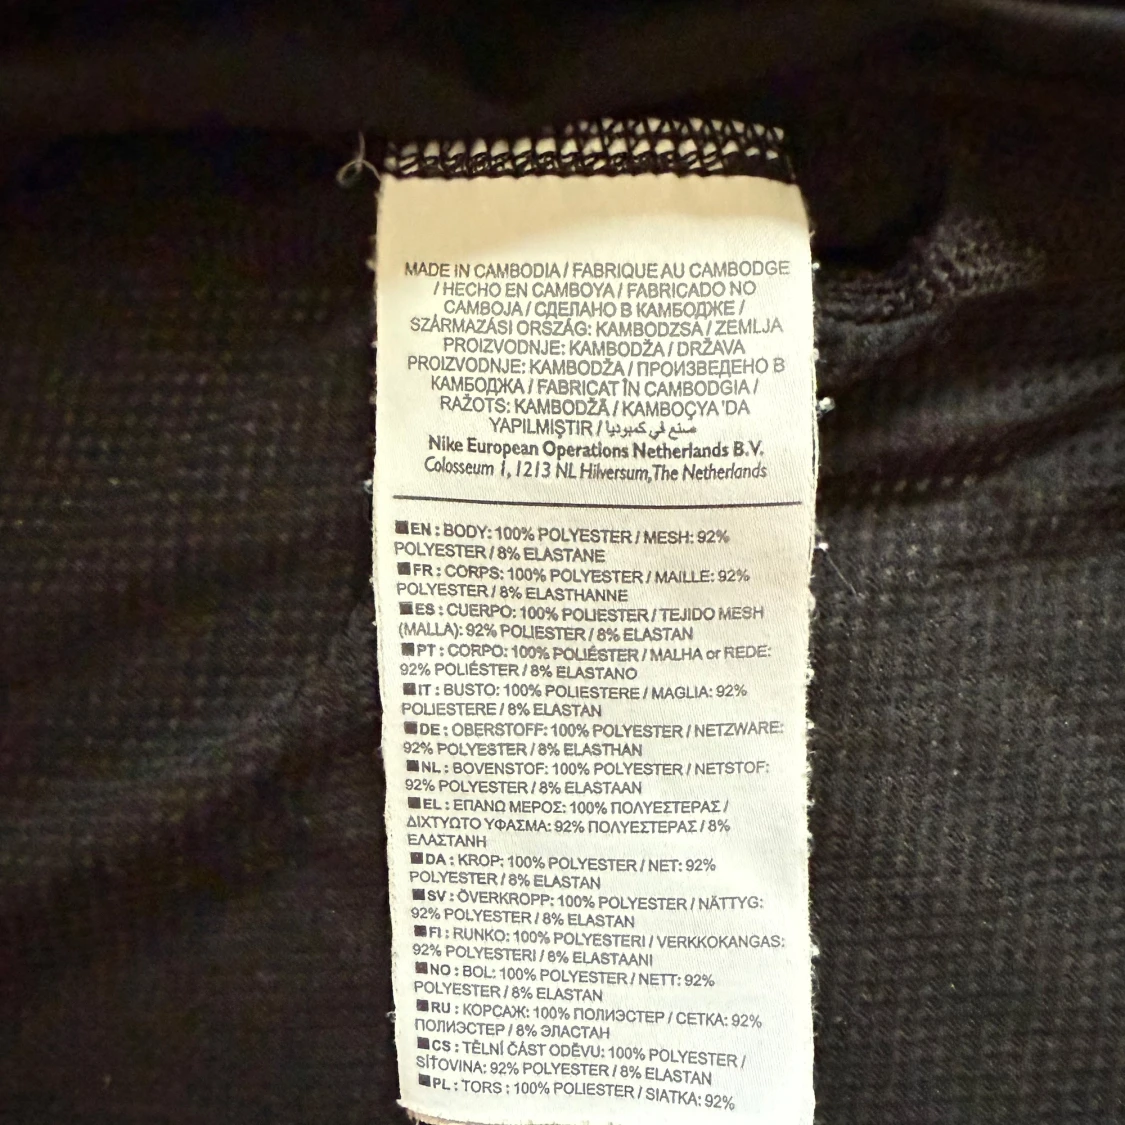 MADE IN CAMBODIA / FABRIQUE AU CAMBODGE
/ HECHO EN CAMBOYA / FABRICADO NO
CAMBOJA / СДЕЛАНО В КАМБОДЖЕ /
SZÁRMAZÁSI ORSZÁG: KAMBODZSA / ZEMLJA
PROIZVODNJE: KAMBODŽA / DRŽAVA
PROIZVODNJE: KAMBODŽA / ПРОИЗВЕДЕНО В
КАМБОДЖА / FABRICAT ÎN CAMBODGIA /
RAŽOTS: KAMBODŽĀ / KAMBOÇYA 'DA
YAPILMIŞTIR / صنع في كمبوديا
Nike European Operations Netherlands B.V.
Colosseum 1, 1213 NL Hilversum, The Netherlands
EN : BODY: 100% POLYESTER / MESH: 92%
POLYESTER / 8% ELASTANE
FR : CORPS: 100% POLYESTER / MAILLE: 92%
POLYESTER / 8% ELASTHANNE
ES : CUERPO: 100% POLIESTER / TEJIDO MESH
(MALLA): 92% POLIESTER / 8% ELASTAN
PT : CORPO: 100% POLIÉSTER / MALHA or REDE:
92% POLIÉSTER / 8% ELASTANO
IT : BUSTO: 100% POLIESTERE / MAGLIA: 92%
POLIESTERE / 8% ELASTAN
DE : OBERSTOFF: 100% POLYESTER / NETZWARE:
92% POLYESTER / 8% ELASTHAN
NL : BOVENSTOF: 100% POLYESTER / NETSTOF:
92% POLYESTER / 8% ELASTAAN
EL : ΕΠΑΝΩ ΜΕΡΟΣ: 100% ΠΟΛΥΕΣΤΕΡΑΣ /
ΔΙΧΤΥΩΤΟ ΥΦΑΣΜΑ: 92% ΠΟΛΥΕΣΤΕΡΑΣ / 8%
ΕΛΑΣΤΑΝΗ
DA : KROP: 100% POLYESTER / NET: 92%
POLYESTER / 8% ELASTAN
SV : ÖVERKROPP: 100% POLYESTER / NÄTTYG:
92% POLYESTER / 8% ELASTAN
FI : RUNKO: 100% POLYESTERI / VERKKOKANGAS:
92% POLYESTERI / 8% ELASTAANI
NO : BOL: 100% POLYESTER / NETT: 92%
POLYESTER / 8% ELASTAN
RU : КОРСАЖ: 100% ПОЛИЭСТЕР / СЕТКА: 92%
ПОЛИЭСТЕР / 8% ЭЛАСТАН
CS : TĚLNÍ ČÁST ODĚVU: 100% POLYESTER /
SÍŤOVINA: 92% POLYESTER / 8% ELASTAN
PL : TORS : 100% POLIESTER / SIATKA: 92%